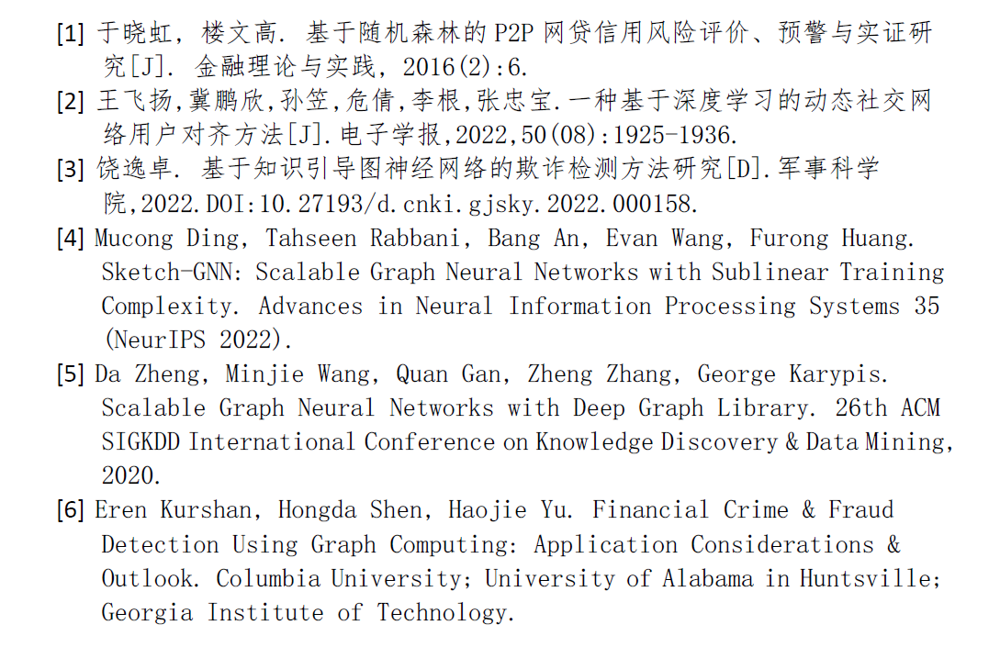 [1] 于晓虹, 楼文高. 基于随机森林的 P2P 网贷信用风险评价、预警与实证研
究[J]. 金融理论与实践, 2016(2):6.
[2] 王飞扬,冀鹏欣,孙笠,危倩,李根,张忠宝.一种基于深度学习的动态社交网
络用户对齐方法[J].电子学报,2022,50(08):1925-1936.
[3] 饶逸卓. 基于知识引导图神经网络的欺诈检测方法研究[D].军事科学
院,2022.DOI:10.27193/d.cnki.gjsky.2022.000158.
[4] Mucong Ding, Tahseen Rabbani, Bang An, Evan Wang, Furong Huang.
Sketch-GNN: Scalable Graph Neural Networks with Sublinear Training
Complexity. Advances in Neural Information Processing Systems 35
(NeurIPS 2022).
[5] Da Zheng, Minjie Wang, Quan Gan, Zheng Zhang, George Karypis.
Scalable Graph Neural Networks with Deep Graph Library. 26th ACM
SIGKDD International Conference on Knowledge Discovery & Data Mining,
2020.
[6] Eren Kurshan, Hongda Shen, Haojie Yu. Financial Crime & Fraud
Detection Using Graph Computing: Application Considerations &
Outlook. Columbia University; University of Alabama in Huntsville;
Georgia Institute of Technology.